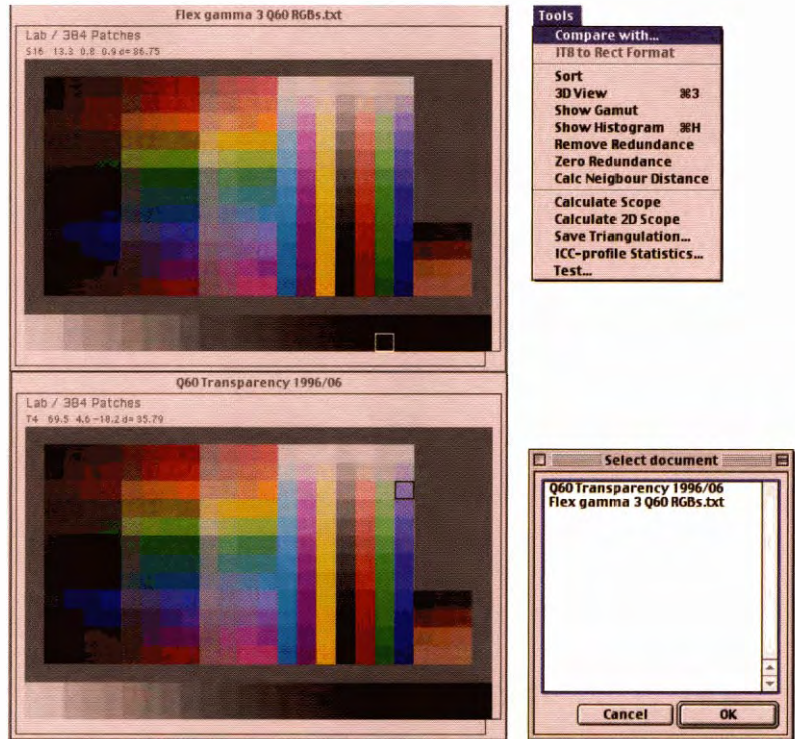 Flex gamma 3 Q60 RGBs.txt
Lab / 384 Patches
S16 13.3 0.8 0.9 d= 86.75
Q60 Transparency 1996/06
Lab / 384 Patches
T4 69.5 4.6 -18.2 d= 35.79
Tools
Compare with...
IT8 to Rect Format
Sort
3D View ⌘3
Show Gamut
Show Histogram ⌘H
Remove Redundance
Zero Redundance
Calc Neigbour Distance
Calculate Scope
Calculate 2D Scope
Save Triangulation...
ICC-profile Statistics...
Test...
Select document
Q60 Transparency 1996/06
Flex gamma 3 Q60 RGBs.txt
Cancel OK